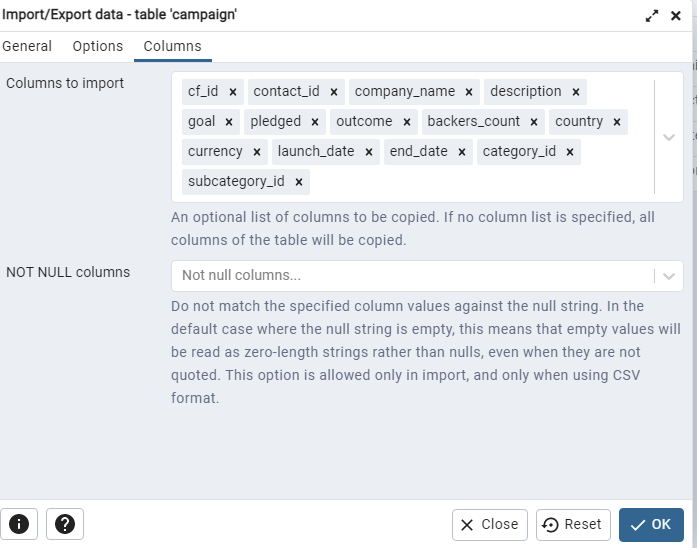 Import/Export data - table 'campaign'
General Options Columns
Columns to import
cf_id × contact_id × company_name × description ×
goal × pledged × outcome × backers_count × country ×
currency × launch_date × end_date × category_id ×
subcategory_id ×
An optional list of columns to be copied. If no column list is specified, all
columns of the table will be copied.
NOT NULL columns
Not null columns...
Do not match the specified column values against the null string. In the
default case where the null string is empty, this means that empty values will
be read as zero-length strings rather than nulls, even when they are not
quoted. This option is allowed only in import, and only when using CSV
format.
Close Reset OK